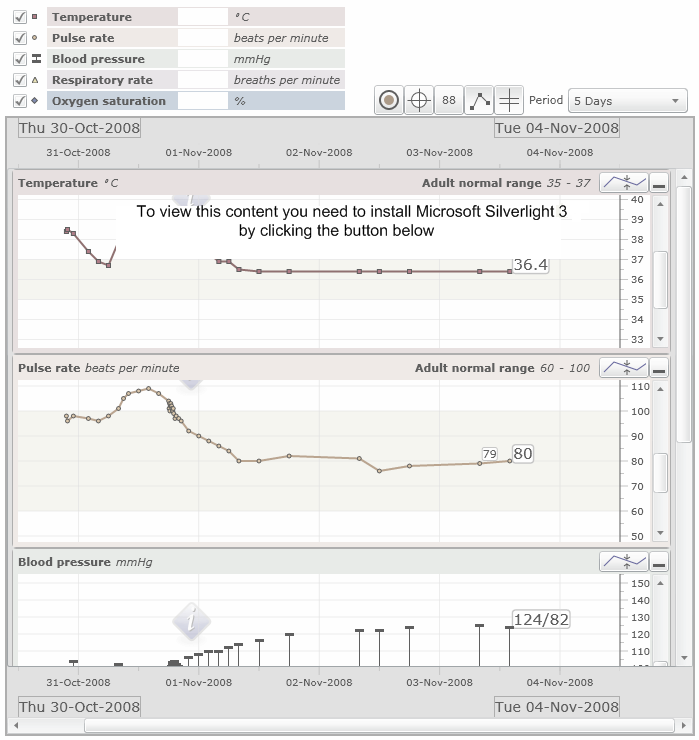 Temperature °C
Pulse rate beats per minute
Blood pressure mmHg
Respiratory rate breaths per minute
Oxygen saturation %
88 Period 5 Days
Thu 30-Oct-2008 Tue 04-Nov-2008
31-Oct-2008 01-Nov-2008 02-Nov-2008 03-Nov-2008 04-Nov-2008
Temperature °C Adult normal range 35 - 37
To view this content you need to install Microsoft Silverlight 3
by clicking the button below
40
39
38
37
36.4
36
35
34
33
Pulse rate beats per minute Adult normal range 60 - 100
110
100
90
79 80
80
70
60
50
Blood pressure mmHg
150
140
130
124/82
120
110
100
i
31-Oct-2008 01-Nov-2008 02-Nov-2008 03-Nov-2008 04-Nov-2008
Thu 30-Oct-2008 Tue 04-Nov-2008